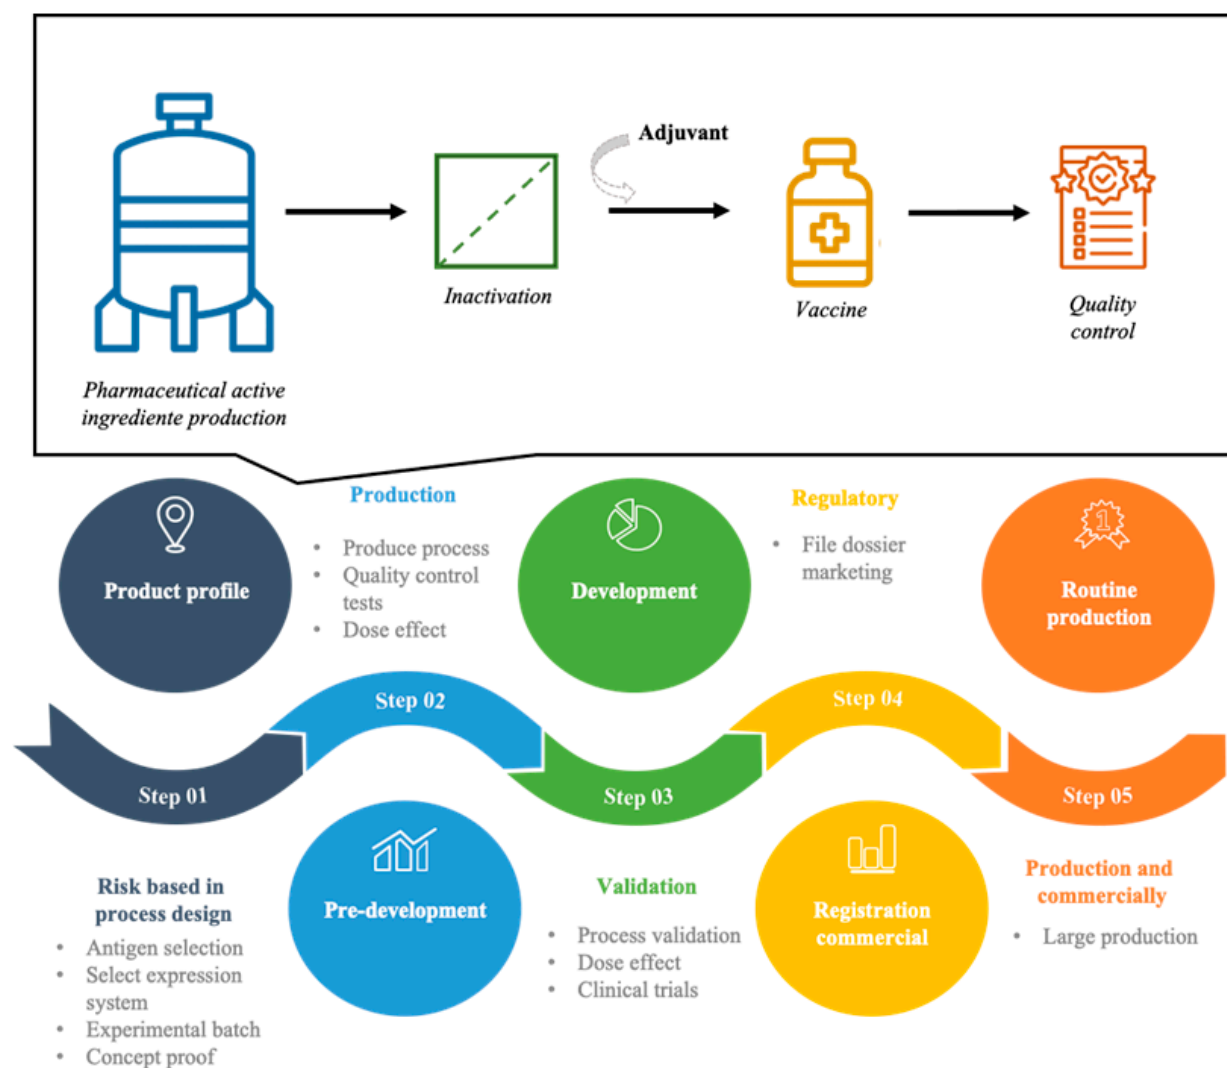 Adjuvant
Inactivation
Vaccine
Quality
control
Pharmaceutical active
ingrediente production
Product profile
Production
• Produce process
• Quality control
tests
• Dose effect
Development
Regulatory
• File dossier
marketing
1
Routine
production
Step 01
Step 02
Step 03
Step 04
Step 05
Risk based in
process design
• Antigen selection
• Select expression
system
• Experimental batch
• Concept proof
Pre-development
Validation
• Process validation
• Dose effect
• Clinical trials
Registration
commercial
Production and
commercially
• Large production